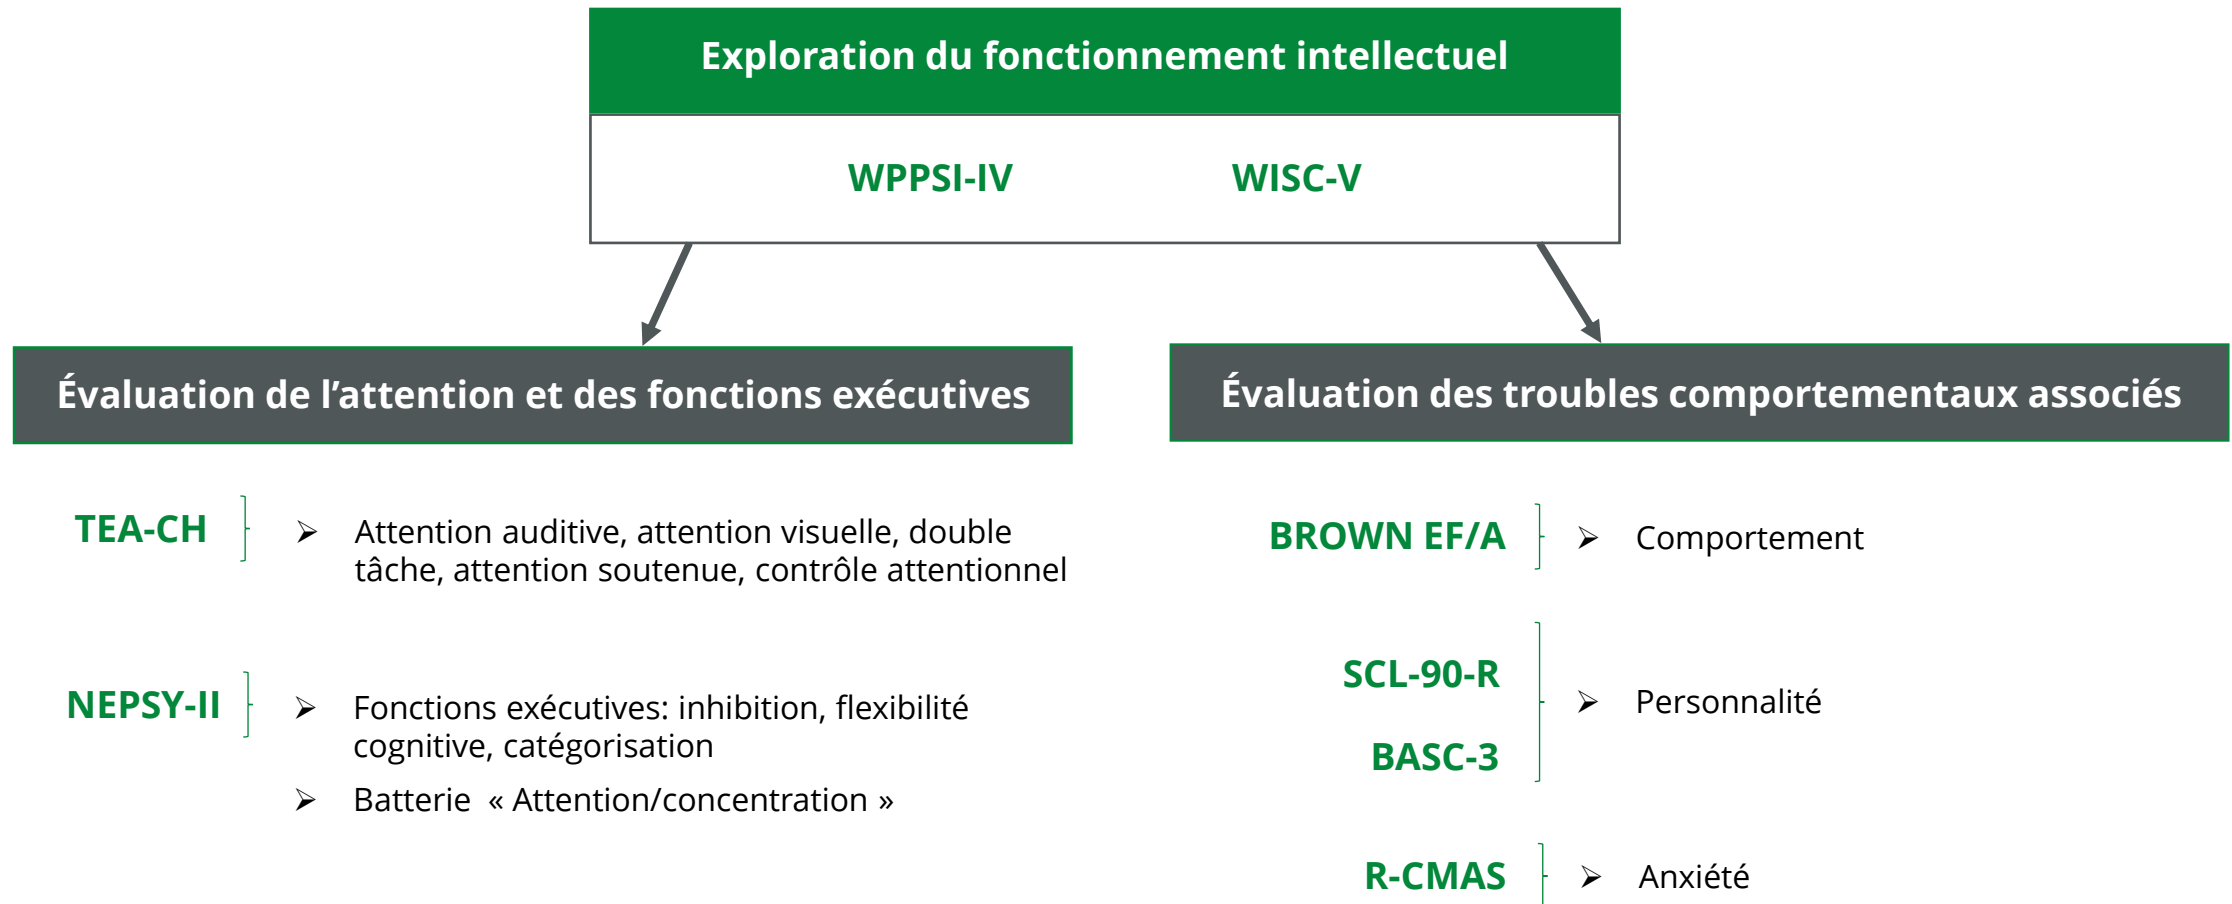 Exploration du fonctionnement intellectuel
WPPSI-IV
WISC-V
Évaluation de l’attention et des fonctions exécutives
TEA-CH
➢ Attention auditive, attention visuelle, double
tâche, attention soutenue, contrôle attentionnel
NEPSY-II
➢ Fonctions exécutives: inhibition, flexibilité
cognitive, catégorisation
➢ Batterie « Attention/concentration »
Évaluation des troubles comportementaux associés
BROWN EF/A
➢ Comportement
SCL-90-R
BASC-3
➢ Personnalité
R-CMAS
➢ Anxiété